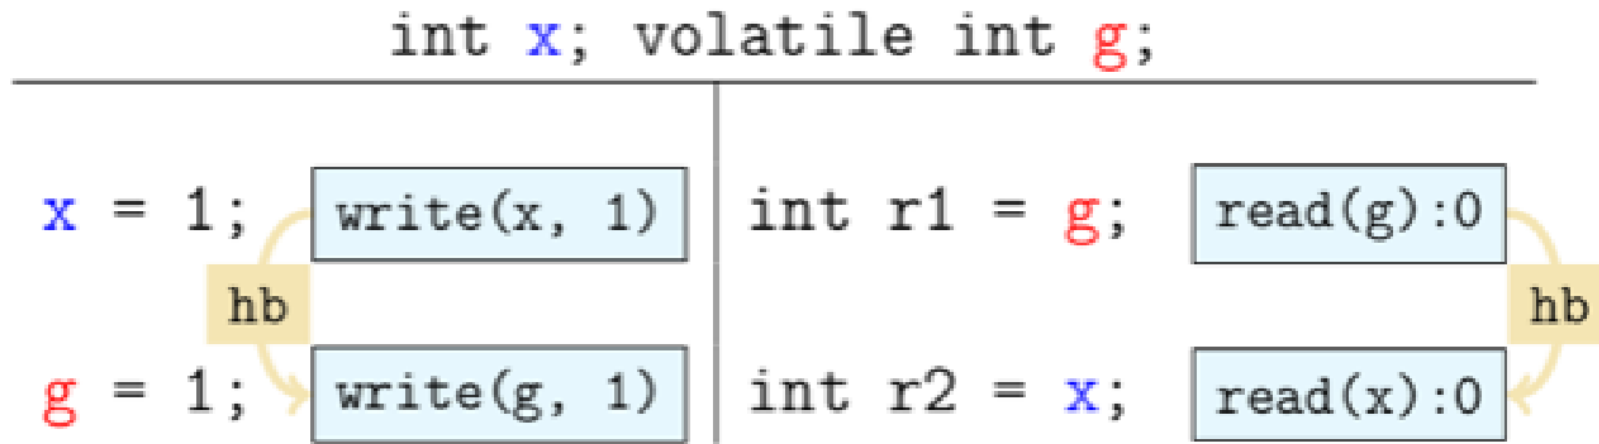 int x; volatile int g;
x = 1; write(x, 1) int r1 = g; read(g):0
hb hb
g = 1; write(g, 1) int r2 = x; read(x):0